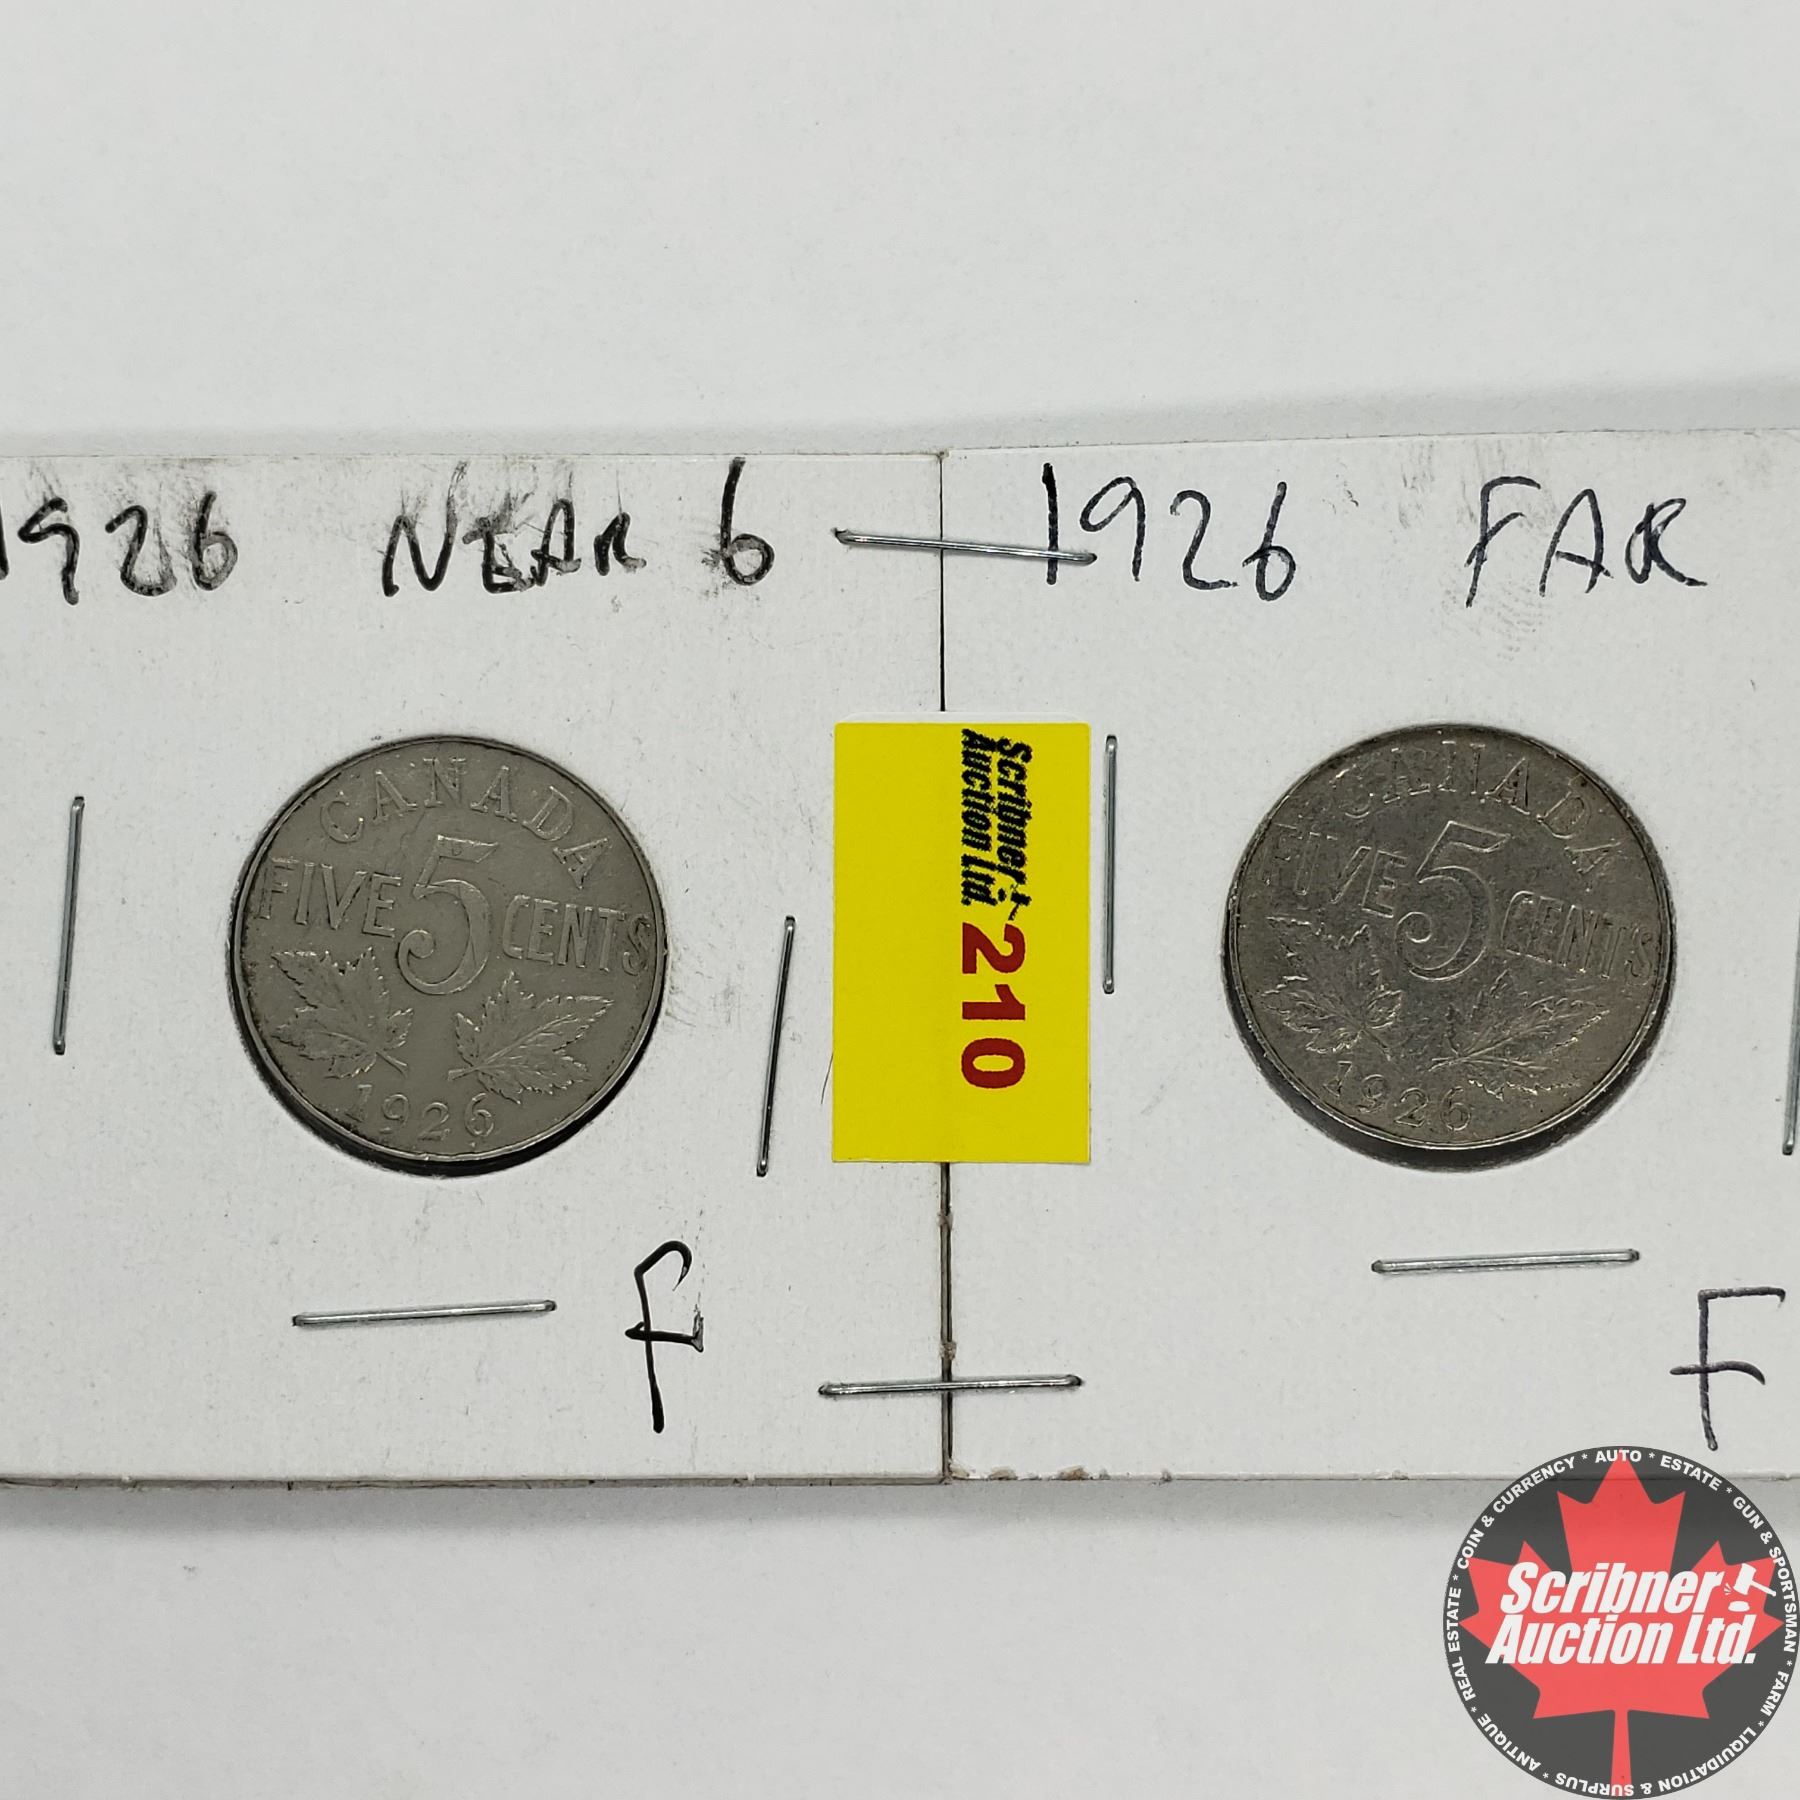 1926 NEAR 6
1926 FAR
CANADA
FIVE 5 CENTS
1926
F
Scribner
Auction Ltd.
210
CANADA
FIVE 5 CENTS
1926
F
COIN & CURRENCY * AUTO * ESTATE * GUN & SPORTSMAN * FARM * LIQUIDATION & SURPLUS * ANTIQUE * REAL ESTATE *
Scribner
Auction Ltd.